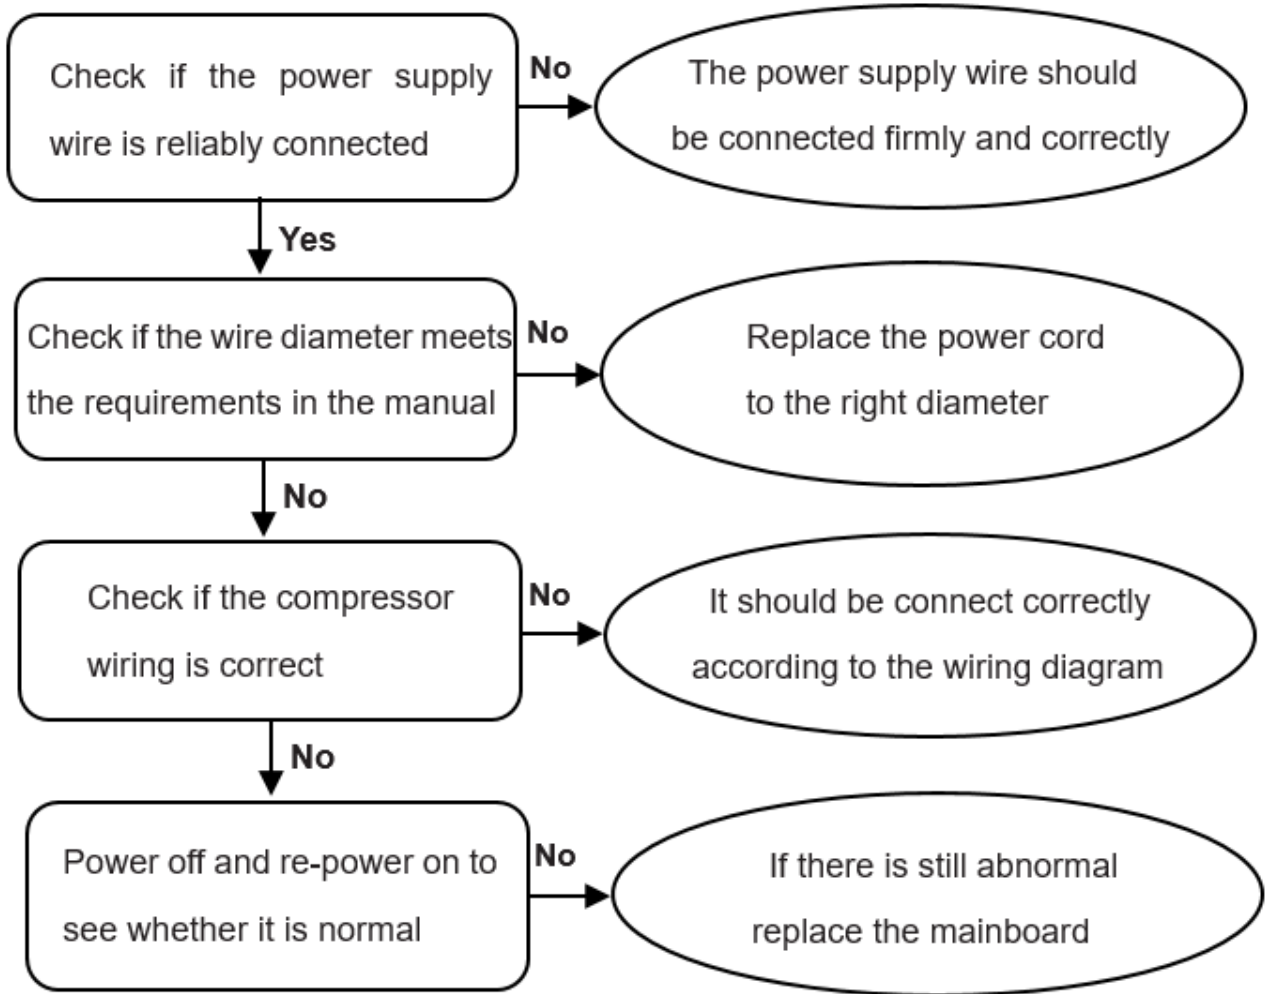 Check if the power supply
wire is reliably connected
No
The power supply wire should
be connected firmly and correctly
Yes
Check if the wire diameter meets
the requirements in the manual
No
Replace the power cord
to the right diameter
No
Check if the compressor
wiring is correct
No
It should be connect correctly
according to the wiring diagram
No
Power off and re-power on to
see whether it is normal
No
If there is still abnormal
replace the mainboard